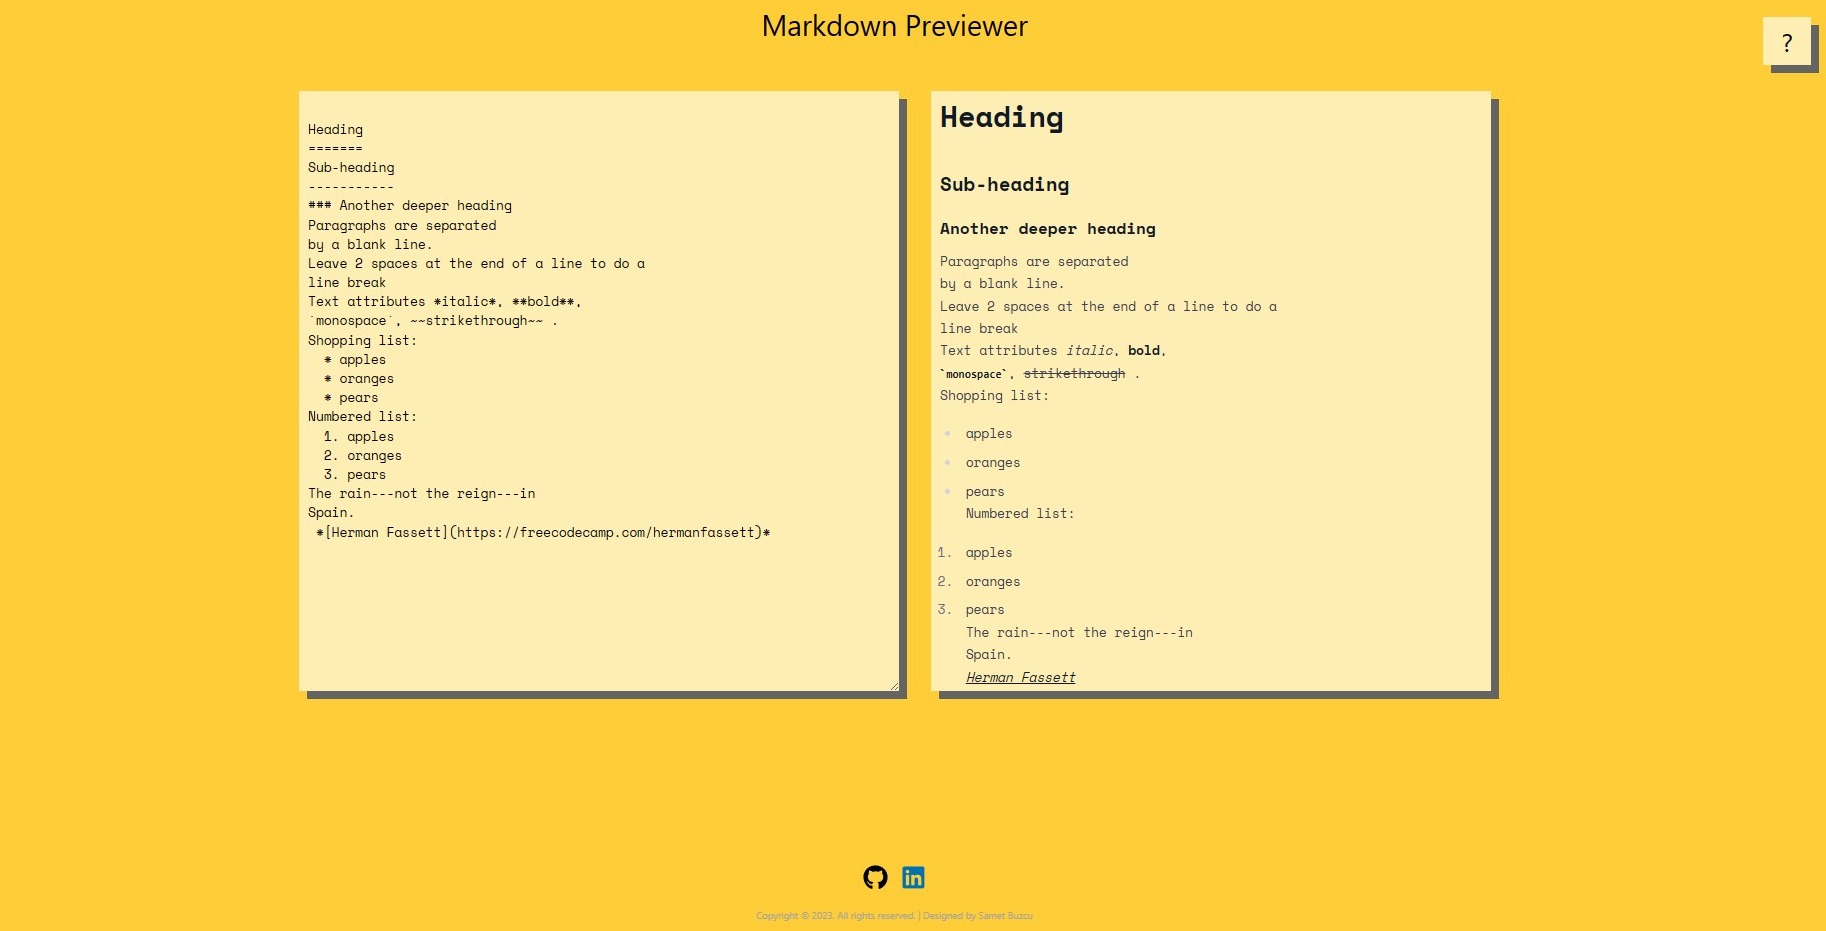 Markdown Previewer
?
Heading
=======
Sub-heading
-----------
### Another deeper heading
Paragraphs are separated
by a blank line.
Leave 2 spaces at the end of a line to do a
line break
Text attributes *italic*, **bold**,
`monospace`, ~~strikethrough~~ .
Shopping list:
* apples
* oranges
* pears
Numbered list:
1. apples
2. oranges
3. pears
The rain---not the reign---in
Spain.
*[Herman Fassett](https://freecodecamp.com/hermanfassett)*
Heading
Sub-heading
Another deeper heading
Paragraphs are separated
by a blank line.
Leave 2 spaces at the end of a line to do a
line break
Text attributes italic, bold,
`monospace`, strikethrough .
Shopping list:
• apples
• oranges
• pears
Numbered list:
1. apples
2. oranges
3. pears
The rain---not the reign---in
Spain.
Herman Fassett
in
Copyright © 2023. All rights reserved. | Designed by Samet Buzcu